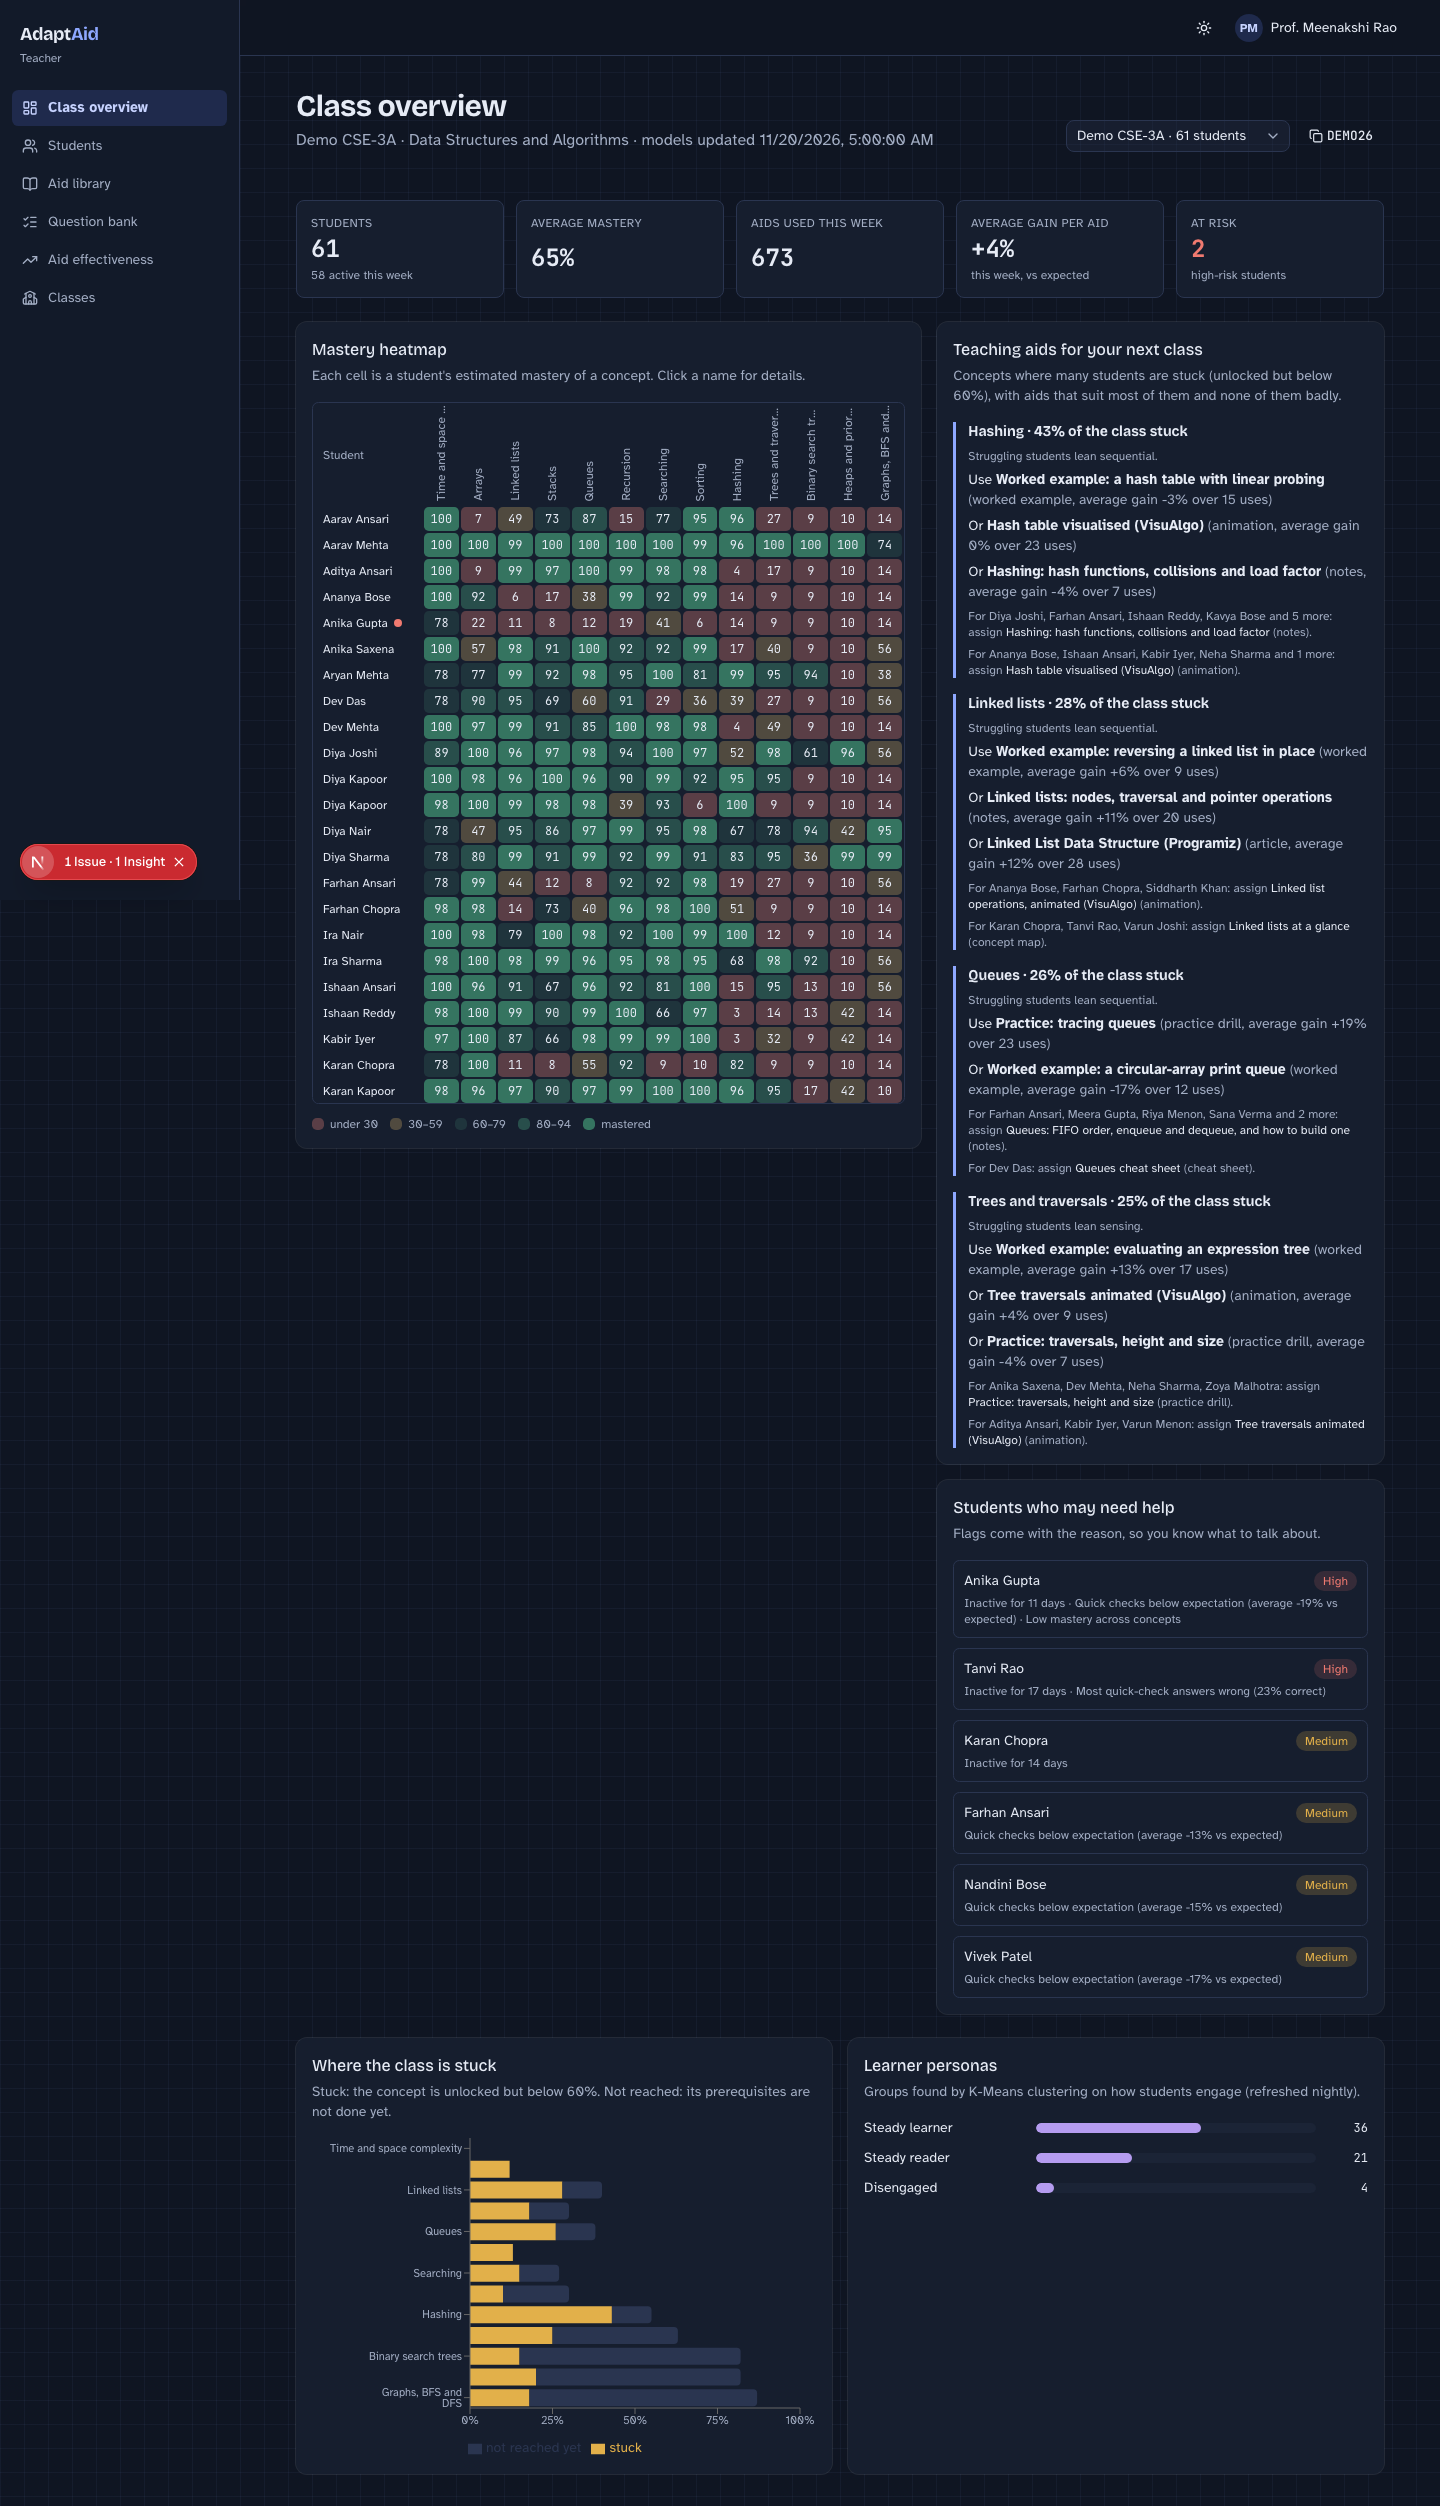 AdaptAid
Teacher
Class overview
Students
Aid library
Question bank
Aid effectiveness
Classes
1 Issue · 1 Insight
PM Prof. Meenakshi Rao
Class overview
Demo CSE-3A · Data Structures and Algorithms · models updated 11/20/2026, 5:00:00 AM
Demo CSE-3A · 61 students
DEMO26
STUDENTS
61
58 active this week
AVERAGE MASTERY
65%
AIDS USED THIS WEEK
673
AVERAGE GAIN PER AID
+4%
this week, vs expected
AT RISK
2
high-risk students
Mastery heatmap
Each cell is a student's estimated mastery of a concept. Click a name for details.
Student
Time and space ...
Arrays
Linked lists
Stacks
Queues
Recursion
Searching
Sorting
Hashing
Trees and traver...
Binary search tr...
Heaps and prior...
Graphs, BFS and...
Aarav Ansari 100 7 49 73 87 15 77 95 96 27 9 10 14
Aarav Mehta 100 100 99 100 100 100 100 99 96 100 100 100 74
Aditya Ansari 100 9 99 97 100 99 98 98 4 17 9 10 14
Ananya Bose 100 92 6 17 38 99 92 99 14 9 9 10 14
Anika Gupta 78 22 11 8 12 19 41 6 14 9 9 10 14
Anika Saxena 100 57 98 91 100 92 92 99 17 40 9 10 56
Aryan Mehta 78 77 99 92 98 95 100 81 99 95 94 10 38
Dev Das 78 90 95 69 60 91 29 36 39 27 9 10 56
Dev Mehta 100 97 99 91 85 100 98 98 4 49 9 10 14
Diya Joshi 89 100 96 97 98 94 100 97 52 98 61 96 56
Diya Kapoor 100 98 96 100 96 90 99 92 95 95 9 10 14
Diya Kapoor 98 100 99 98 98 39 93 6 100 9 9 10 14
Diya Nair 78 47 95 86 97 99 95 98 67 78 94 42 95
Diya Sharma 78 80 99 91 99 92 99 91 83 95 36 99 99
Farhan Ansari 78 99 44 12 8 92 92 98 19 27 9 10 56
Farhan Chopra 98 98 14 73 40 96 98 100 51 9 9 10 14
Ira Nair 100 98 79 100 98 92 100 99 100 12 9 10 14
Ira Sharma 98 100 98 99 96 95 98 95 68 98 92 10 56
Ishaan Ansari 100 96 91 67 96 92 81 100 15 95 13 10 56
Ishaan Reddy 98 100 99 90 99 100 66 97 3 14 13 42 14
Kabir Iyer 97 100 87 66 98 99 99 100 3 32 9 42 14
Karan Chopra 78 100 11 8 55 92 9 10 82 9 9 10 14
Karan Kapoor 98 96 97 90 97 99 100 100 96 95 17 42 10
under 30 30–59 60–79 80–94 mastered
Teaching aids for your next class
Concepts where many students are stuck (unlocked but below
60%), with aids that suit most of them and none of them badly.
Hashing · 43% of the class stuck
Struggling students lean sequential.
Use Worked example: a hash table with linear probing
(worked example, average gain -3% over 15 uses)
Or Hash table visualised (VisuAlgo) (animation, average gain
0% over 23 uses)
Or Hashing: hash functions, collisions and load factor (notes,
average gain -4% over 7 uses)
For Diya Joshi, Farhan Ansari, Ishaan Reddy, Kavya Bose and 5 more:
assign Hashing: hash functions, collisions and load factor (notes).
For Ananya Bose, Ishaan Ansari, Kabir Iyer, Neha Sharma and 1 more:
assign Hash table visualised (VisuAlgo) (animation).
Linked lists · 28% of the class stuck
Struggling students lean sequential.
Use Worked example: reversing a linked list in place (worked
example, average gain +6% over 9 uses)
Or Linked lists: nodes, traversal and pointer operations
(notes, average gain +11% over 20 uses)
Or Linked List Data Structure (Programiz) (article, average
gain +12% over 28 uses)
For Ananya Bose, Farhan Chopra, Siddharth Khan: assign Linked list
operations, animated (VisuAlgo) (animation).
For Karan Chopra, Tanvi Rao, Varun Joshi: assign Linked lists at a glance
(concept map).
Queues · 26% of the class stuck
Struggling students lean sequential.
Use Practice: tracing queues (practice drill, average gain +19%
over 23 uses)
Or Worked example: a circular-array print queue (worked
example, average gain -17% over 12 uses)
For Farhan Ansari, Meera Gupta, Riya Menon, Sana Verma and 2 more:
assign Queues: FIFO order, enqueue and dequeue, and how to build one
(notes).
For Dev Das: assign Queues cheat sheet (cheat sheet).
Trees and traversals · 25% of the class stuck
Struggling students lean sensing.
Use Worked example: evaluating an expression tree (worked
example, average gain +13% over 17 uses)
Or Tree traversals animated (VisuAlgo) (animation, average
gain +4% over 9 uses)
Or Practice: traversals, height and size (practice drill, average
gain -4% over 7 uses)
For Anika Saxena, Dev Mehta, Neha Sharma, Zoya Malhotra: assign
Practice: traversals, height and size (practice drill).
For Aditya Ansari, Kabir Iyer, Varun Menon: assign Tree traversals animated
(VisuAlgo) (animation).
Students who may need help
Flags come with the reason, so you know what to talk about.
Anika Gupta High
Inactive for 11 days · Quick checks below expectation (average -19% vs
expected) · Low mastery across concepts
Tanvi Rao High
Inactive for 17 days · Most quick-check answers wrong (23% correct)
Karan Chopra Medium
Inactive for 14 days
Farhan Ansari Medium
Quick checks below expectation (average -13% vs expected)
Nandini Bose Medium
Quick checks below expectation (average -15% vs expected)
Vivek Patel Medium
Quick checks below expectation (average -17% vs expected)
Where the class is stuck
Stuck: the concept is unlocked but below 60%. Not reached: its prerequisites are
not done yet.
Time and space complexity
Linked lists
Queues
Searching
Hashing
Binary search trees
Graphs, BFS and
DFS
0% 25% 50% 75% 100%
not reached yet stuck
Learner personas
Groups found by K-Means clustering on how students engage (refreshed nightly).
Steady learner 36
Steady reader 21
Disengaged 4